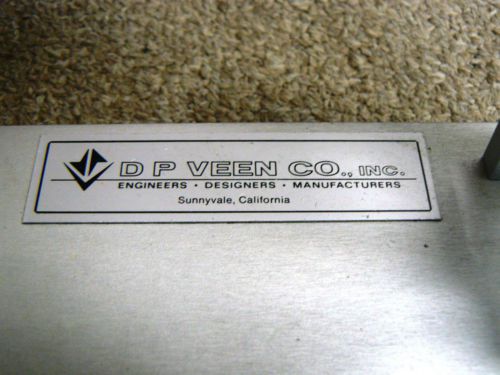 D P VEEN CO., INC.
ENGINEERS · DESIGNERS · MANUFACTURERS
Sunnyvale, California